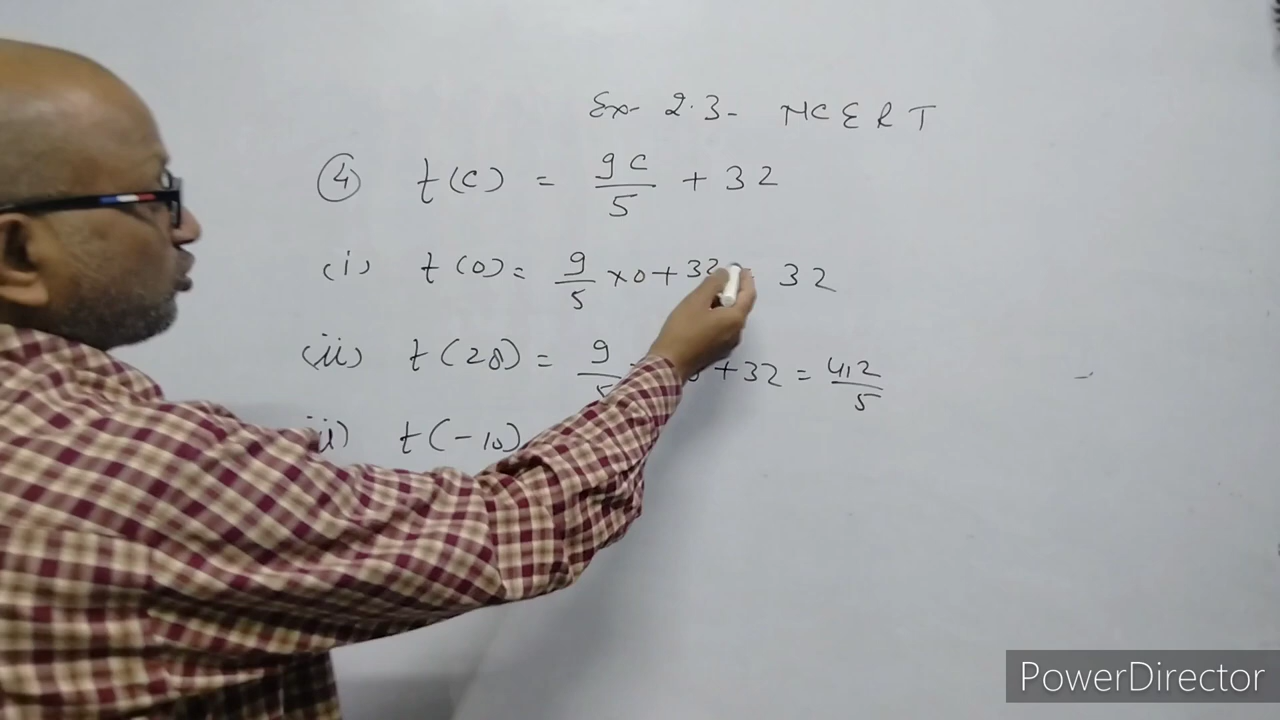 Ex- 2.3- NCERT
④ t(c) = 9c/5 + 32
(i) t(0) = 9/5 × 0 + 32 = 32
(ii) t(28) = 9/5 + 32 = 412/5
t(-10)
PowerDirector